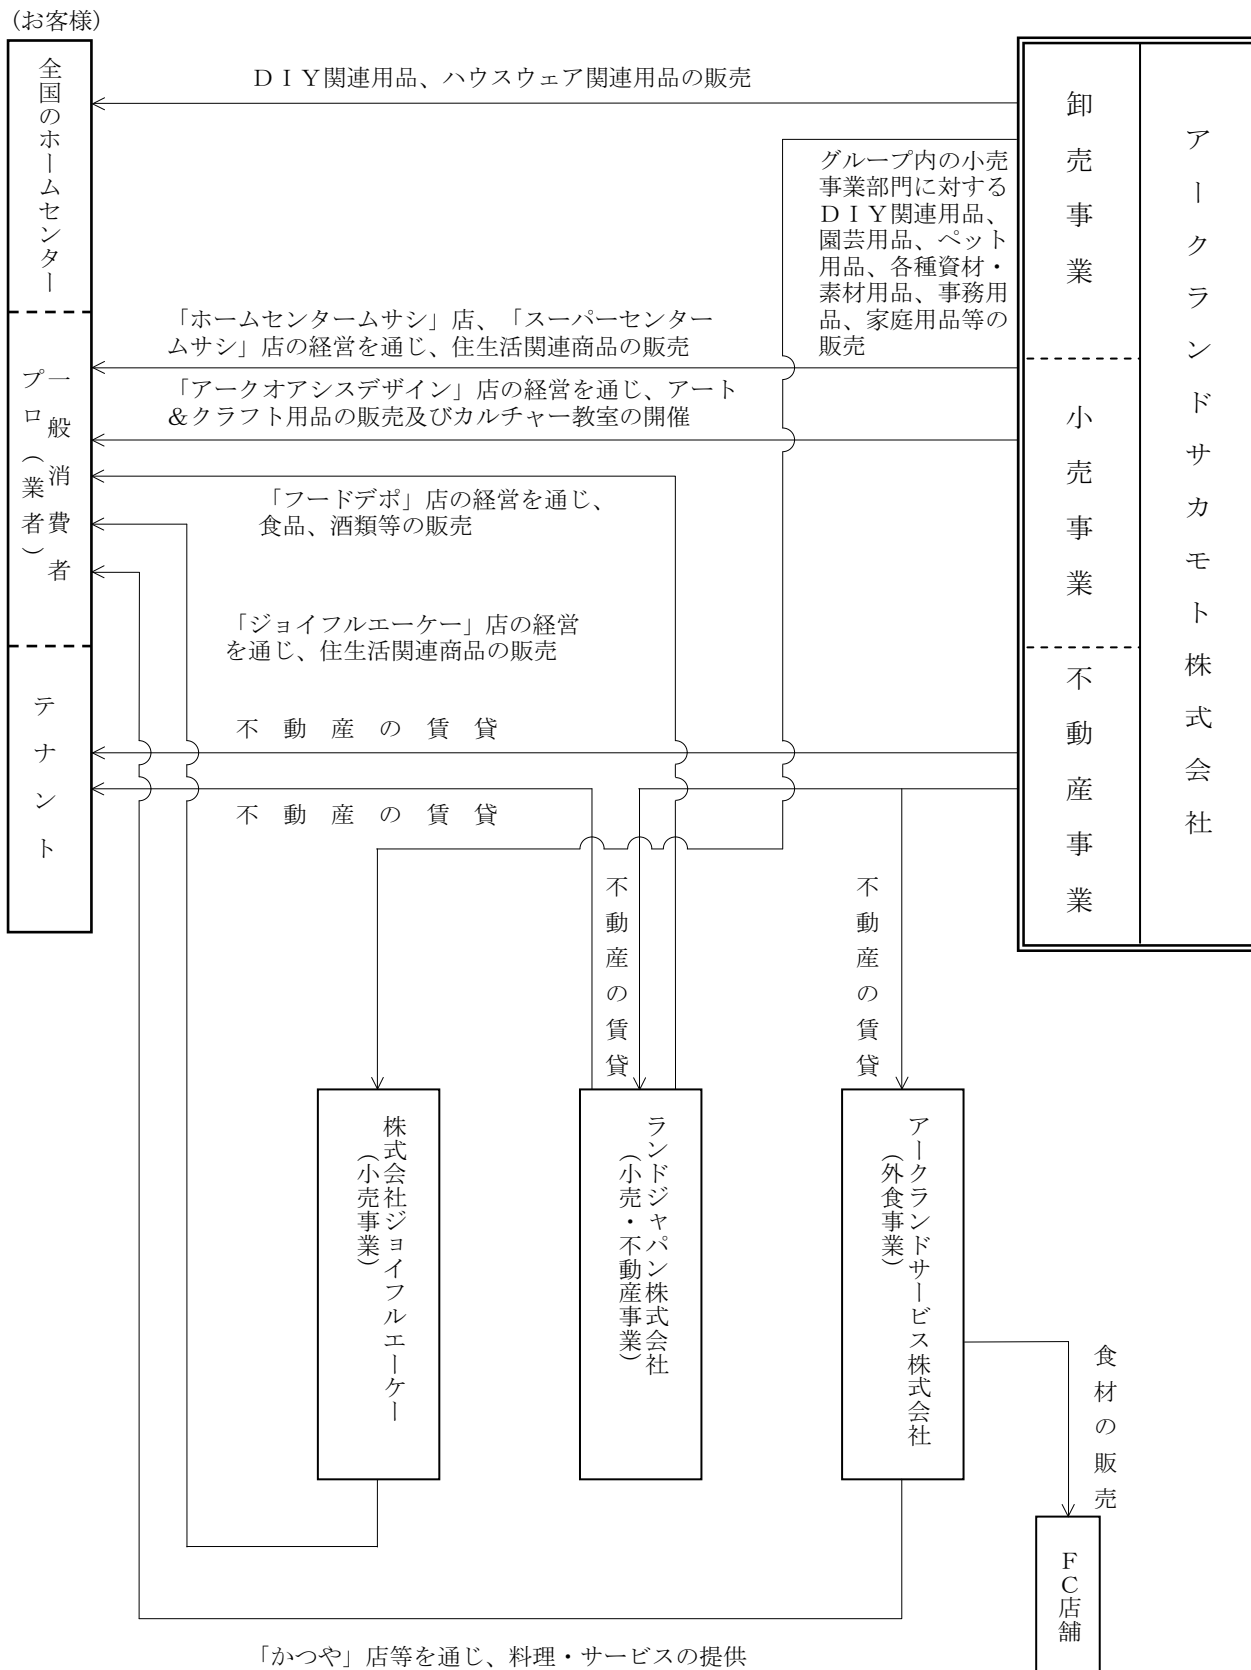 (お客様)
全国のホームセンター
一般消費者
プロ(業者)
テナント
ＤＩＹ関連用品、ハウスウェア関連用品の販売
グループ内の小売
事業部門に対する
ＤＩＹ関連用品、
園芸用品、ペット
用品、各種資材・
素材用品、事務用
品、家庭用品等の
販売
「ホームセンタームサシ」店、「スーパーセンター
ムサシ」店の経営を通じ、住生活関連商品の販売
「アークオアシスデザイン」店の経営を通じ、アート
＆クラフト用品の販売及びカルチャー教室の開催
「フードデポ」店の経営を通じ、
食品、酒類等の販売
「ジョイフルエーケー」店の経営
を通じ、住生活関連商品の販売
不動産の賃貸
不動産の賃貸
アークランドサカモト株式会社
卸売事業
小売事業
不動産事業
不動産の賃貸
不動産の賃貸
株式会社ジョイフルエーケー
(小売事業)
ランドジャパン株式会社
(小売・不動産事業)
アークランドサービス株式会社
(外食事業)
食材の販売
ＦＣ店舗
「かつや」店等を通じ、料理・サービスの提供